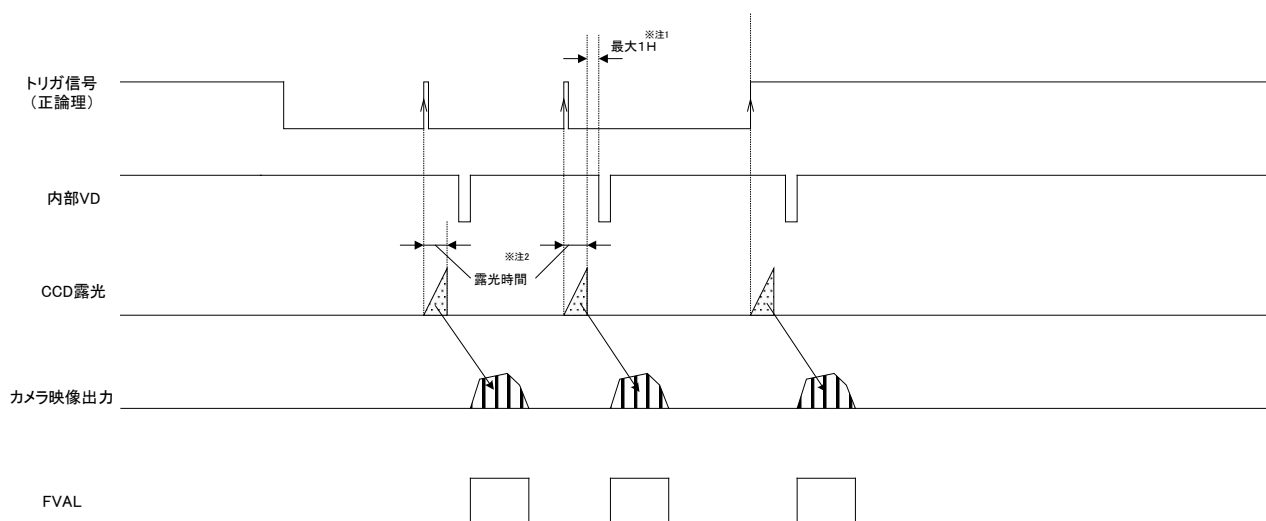 ※注1
最大1H
トリガ信号
（正論理）
内部VD
※注2
露光時間
CCD露光
カメラ映像出力
FVAL